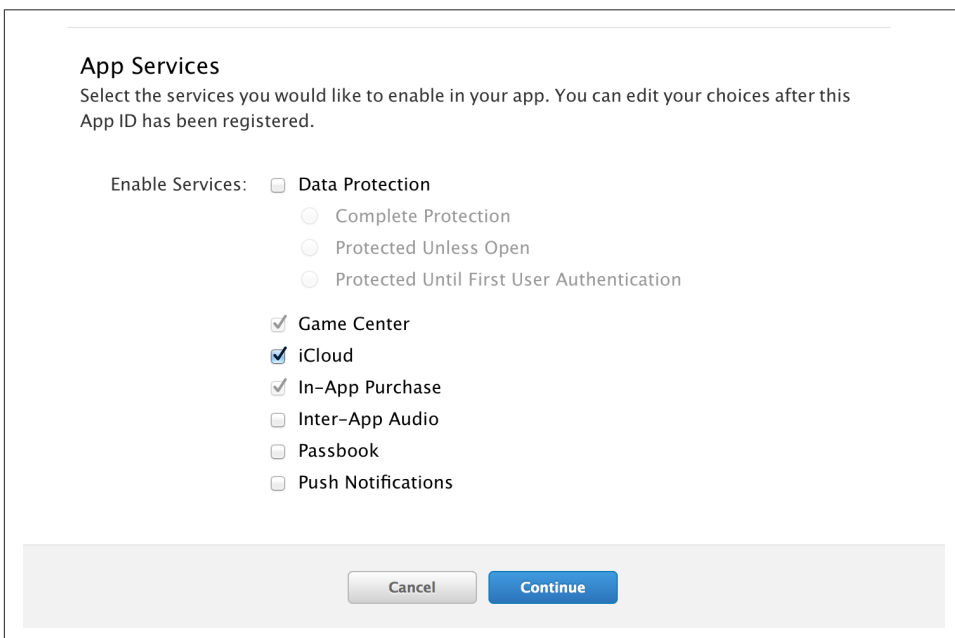 App Services
Select the services you would like to enable in your app. You can edit your choices after this
App ID has been registered.
Enable Services: Data Protection
Complete Protection
Protected Unless Open
Protected Until First User Authentication
Game Center
iCloud
In-App Purchase
Inter-App Audio
Passbook
Push Notifications
Cancel Continue